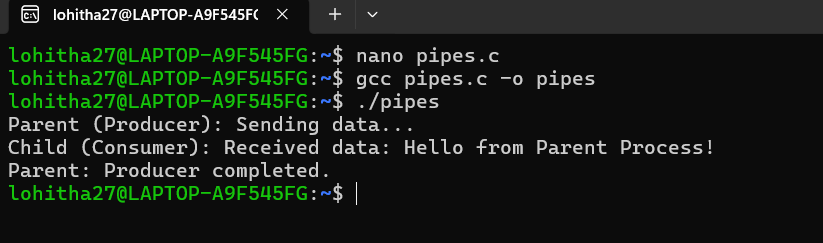 lohitha27@LAPTOP-A9F545F(
lohitha27@LAPTOP-A9F545FG:~$ nano pipes.c
lohitha27@LAPTOP-A9F545FG:~$ gcc pipes.c -o pipes
lohitha27@LAPTOP-A9F545FG:~$ ./pipes
Parent (Producer): Sending data...
Child (Consumer): Received data: Hello from Parent Process!
Parent: Producer completed.
lohitha27@LAPTOP-A9F545FG:~$